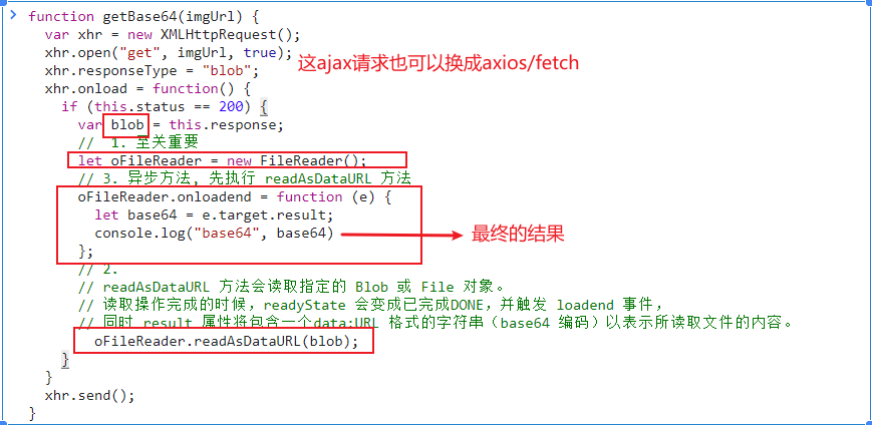 function getBase64(imgUrl) {
var xhr = new XMLHttpRequest();
xhr.open("get", imgUrl, true);
这ajax请求也可以换成axios/fetch
xhr.responseType = "blob";
xhr.onload = function() {
if (this.status == 200) {
var blob = this.response;
// 1. 至关重要
let oFileReader = new FileReader();
// 3. 异步方法, 先执行 readAsDataURL 方法
oFileReader.onloadend = function (e) {
let base64 = e.target.result;
console.log("base64", base64)
最终的结果
};
// 2.
// readAsDataURL 方法会读取指定的 Blob 或 File 对象。
// 读取操作完成的时候，readyState 会变成已完成DONE，并触发 loadend 事件，
// 同时 result 属性将包含一个data:URL 格式的字符串（base64 编码）以表示所读取文件的内容。
oFileReader.readAsDataURL(blob);
}
}
xhr.send();
}